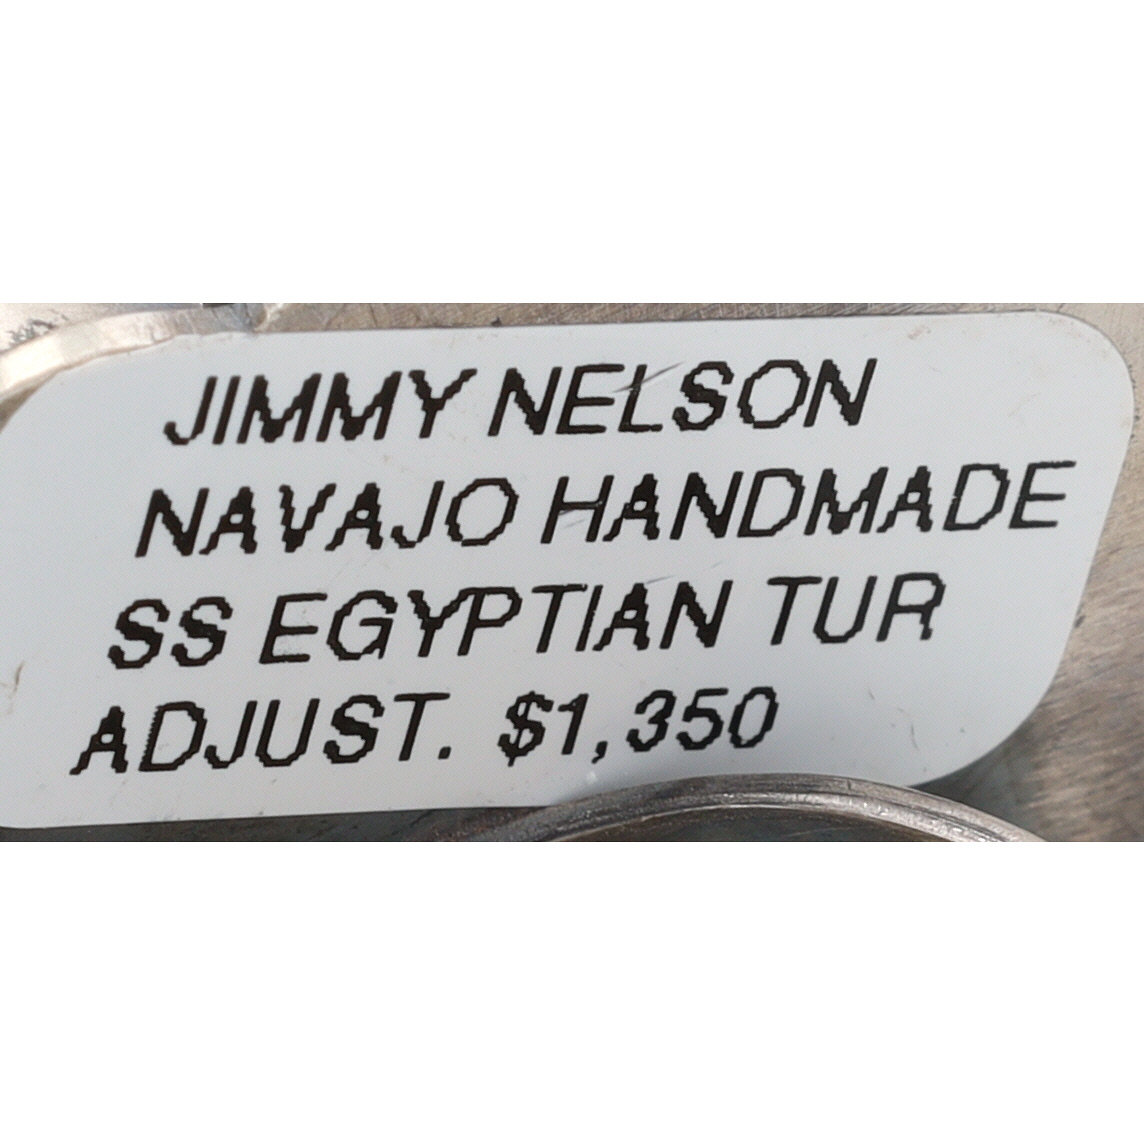 JIMMY NELSON
NAVAJO HANDMADE
SS EGYPTIAN TUR
ADJUST. $1,350